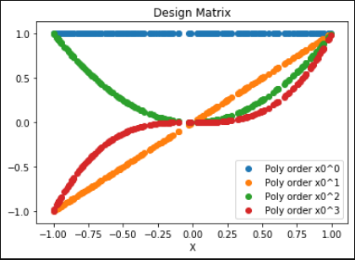 Design Matrix
1.0
0.5
0.0
−0.5
−1.0
Poly order x0^0
Poly order x0^1
Poly order x0^2
Poly order x0^3
−1.00 −0.75 −0.50 −0.25 0.00 0.25 0.50 0.75 1.00
X